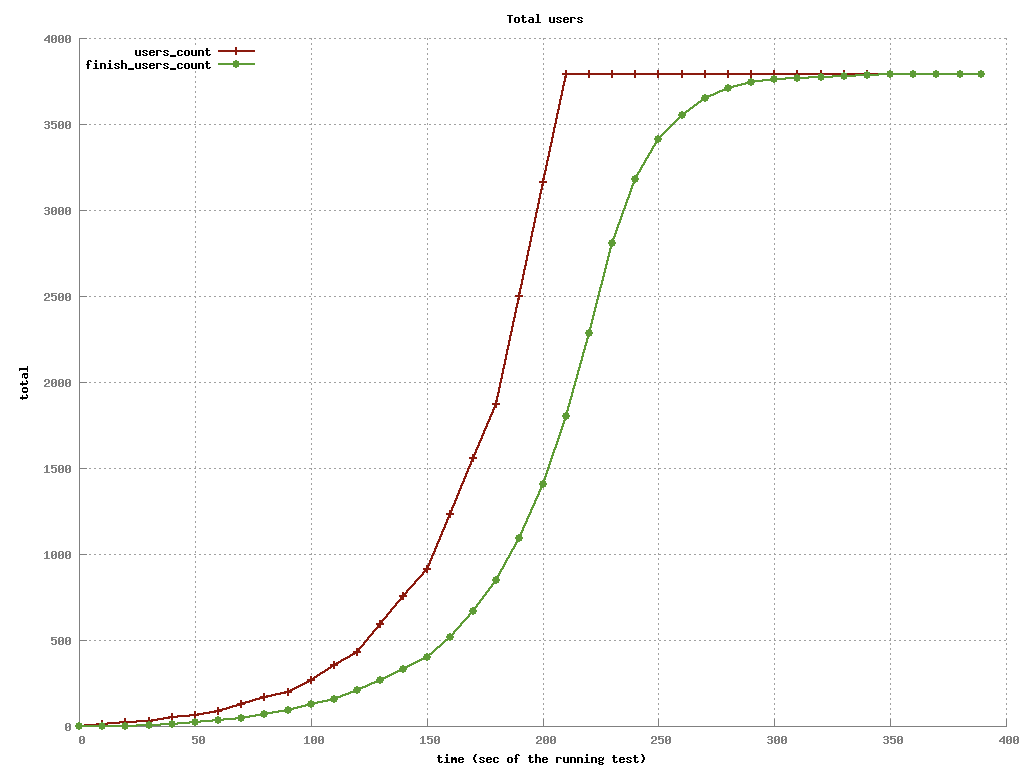 Total users
4000
users_count
finish_users_count
3500
3000
2500
2000
total
1500
1000
500
0
0 50 100 150 200 250 300 350 400
time (sec of the running test)